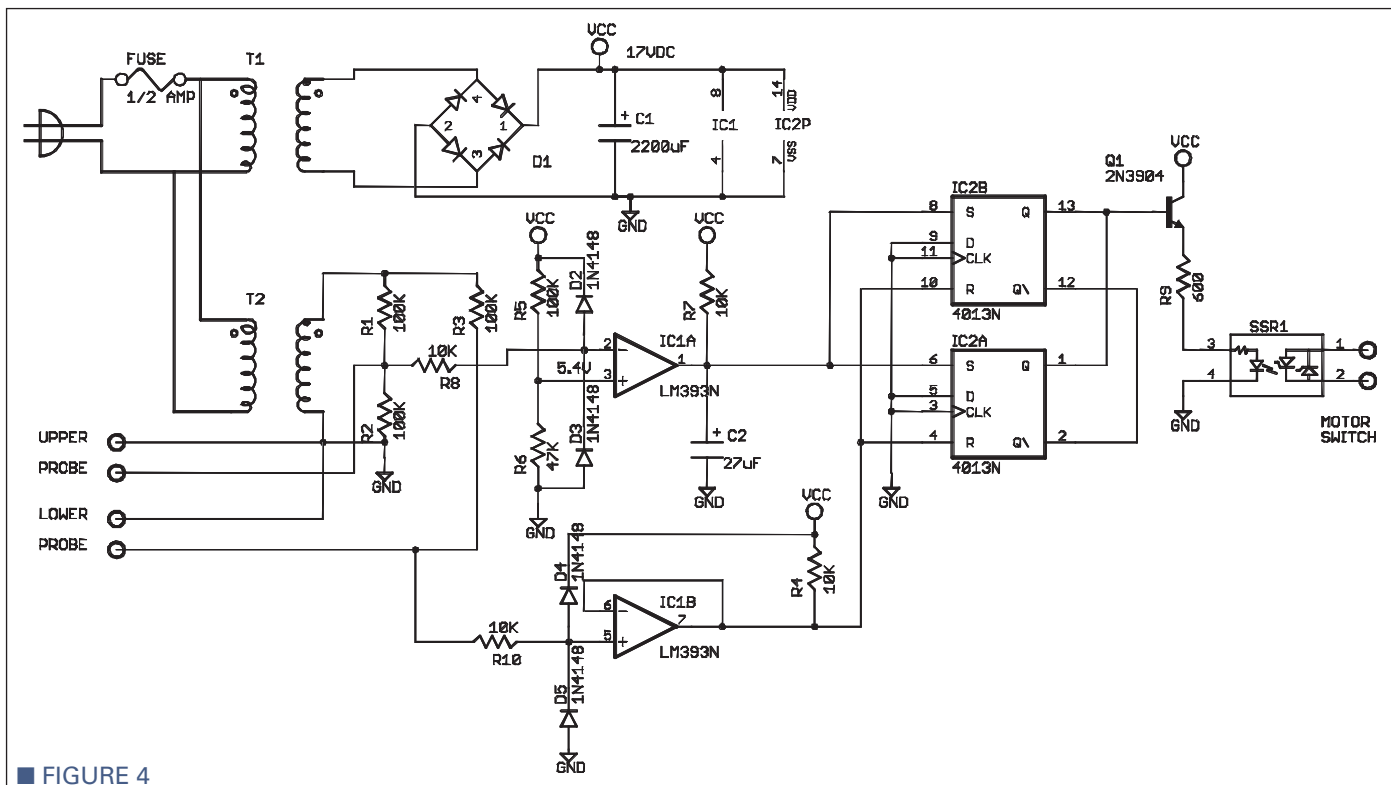 FUSE
1/2 AMP
T1
VCC
17VDC
4
2
1
3
D1
+
C1
2200uF
8
IC1
4
14
VDD
IC2P
7
VSS
GND
T2
R1
100K
R3
100K
10K
R8
R2
100K
GND
UPPER
PROBE
LOWER
PROBE
VCC
R5
100K
D2
1N4148
5.4V
2
-
3
+
1
IC1A
LM393N
R6
47K
D3
1N4148
GND
VCC
R7
10K
+
C2
27uF
GND
IC2B
8
S
Q
13
9
D
11
CLK
10
R
Q\
12
4013N
IC2A
6
S
Q
1
5
D
3
CLK
4
R
Q\
2
4013N
GND
Q1
2N3904
VCC
R9
600
SSR1
3
4
1
2
GND
MOTOR
SWITCH
VCC
R4
10K
D4
1N4148
6
-
5
+
7
IC1B
LM393N
10K
R10
D5
1N4148
GND
FIGURE 4